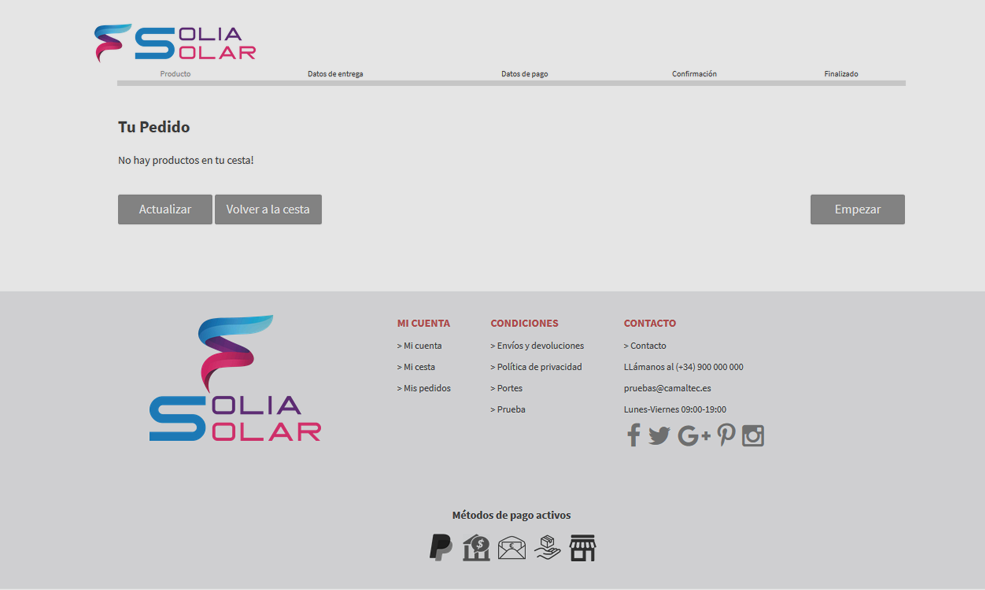 SOLIA
SOLAR
Producto Datos de entrega Datos de pago Confirmación Finalizado
Tu Pedido
No hay productos en tu cesta!
Actualizar Volver a la cesta Empezar
SOLIA
SOLAR
MI CUENTA
> Mi cuenta
> Mi cesta
> Mis pedidos
CONDICIONES
> Envíos y devoluciones
> Política de privacidad
> Portes
> Prueba
CONTACTO
> Contacto
LLámanos al (+34) 900 000 000
pruebas@camaltec.es
Lunes-Viernes 09:00-19:00
Métodos de pago activos